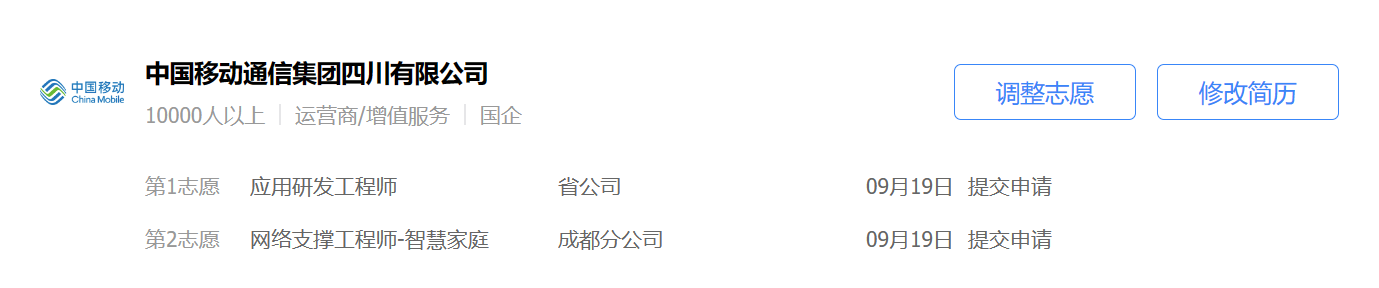 中国移动
China Mobile
中国移动通信集团四川有限公司
10000人以上 运营商/增值服务 国企
调整志愿 修改简历
第1志愿 应用研发工程师 省公司 09月19日 提交申请
第2志愿 网络支撑工程师-智慧家庭 成都分公司 09月19日 提交申请